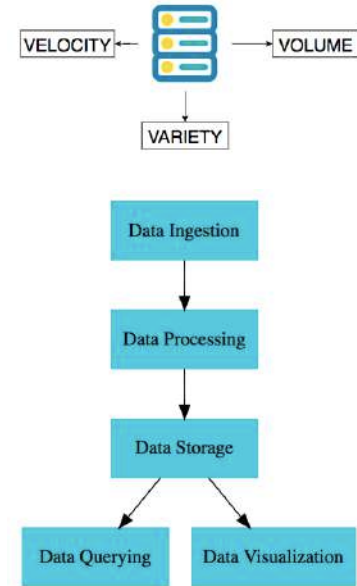 VELOCITY
VOLUME
VARIETY
Data Ingestion
Data Processing
Data Storage
Data Querying
Data Visualization